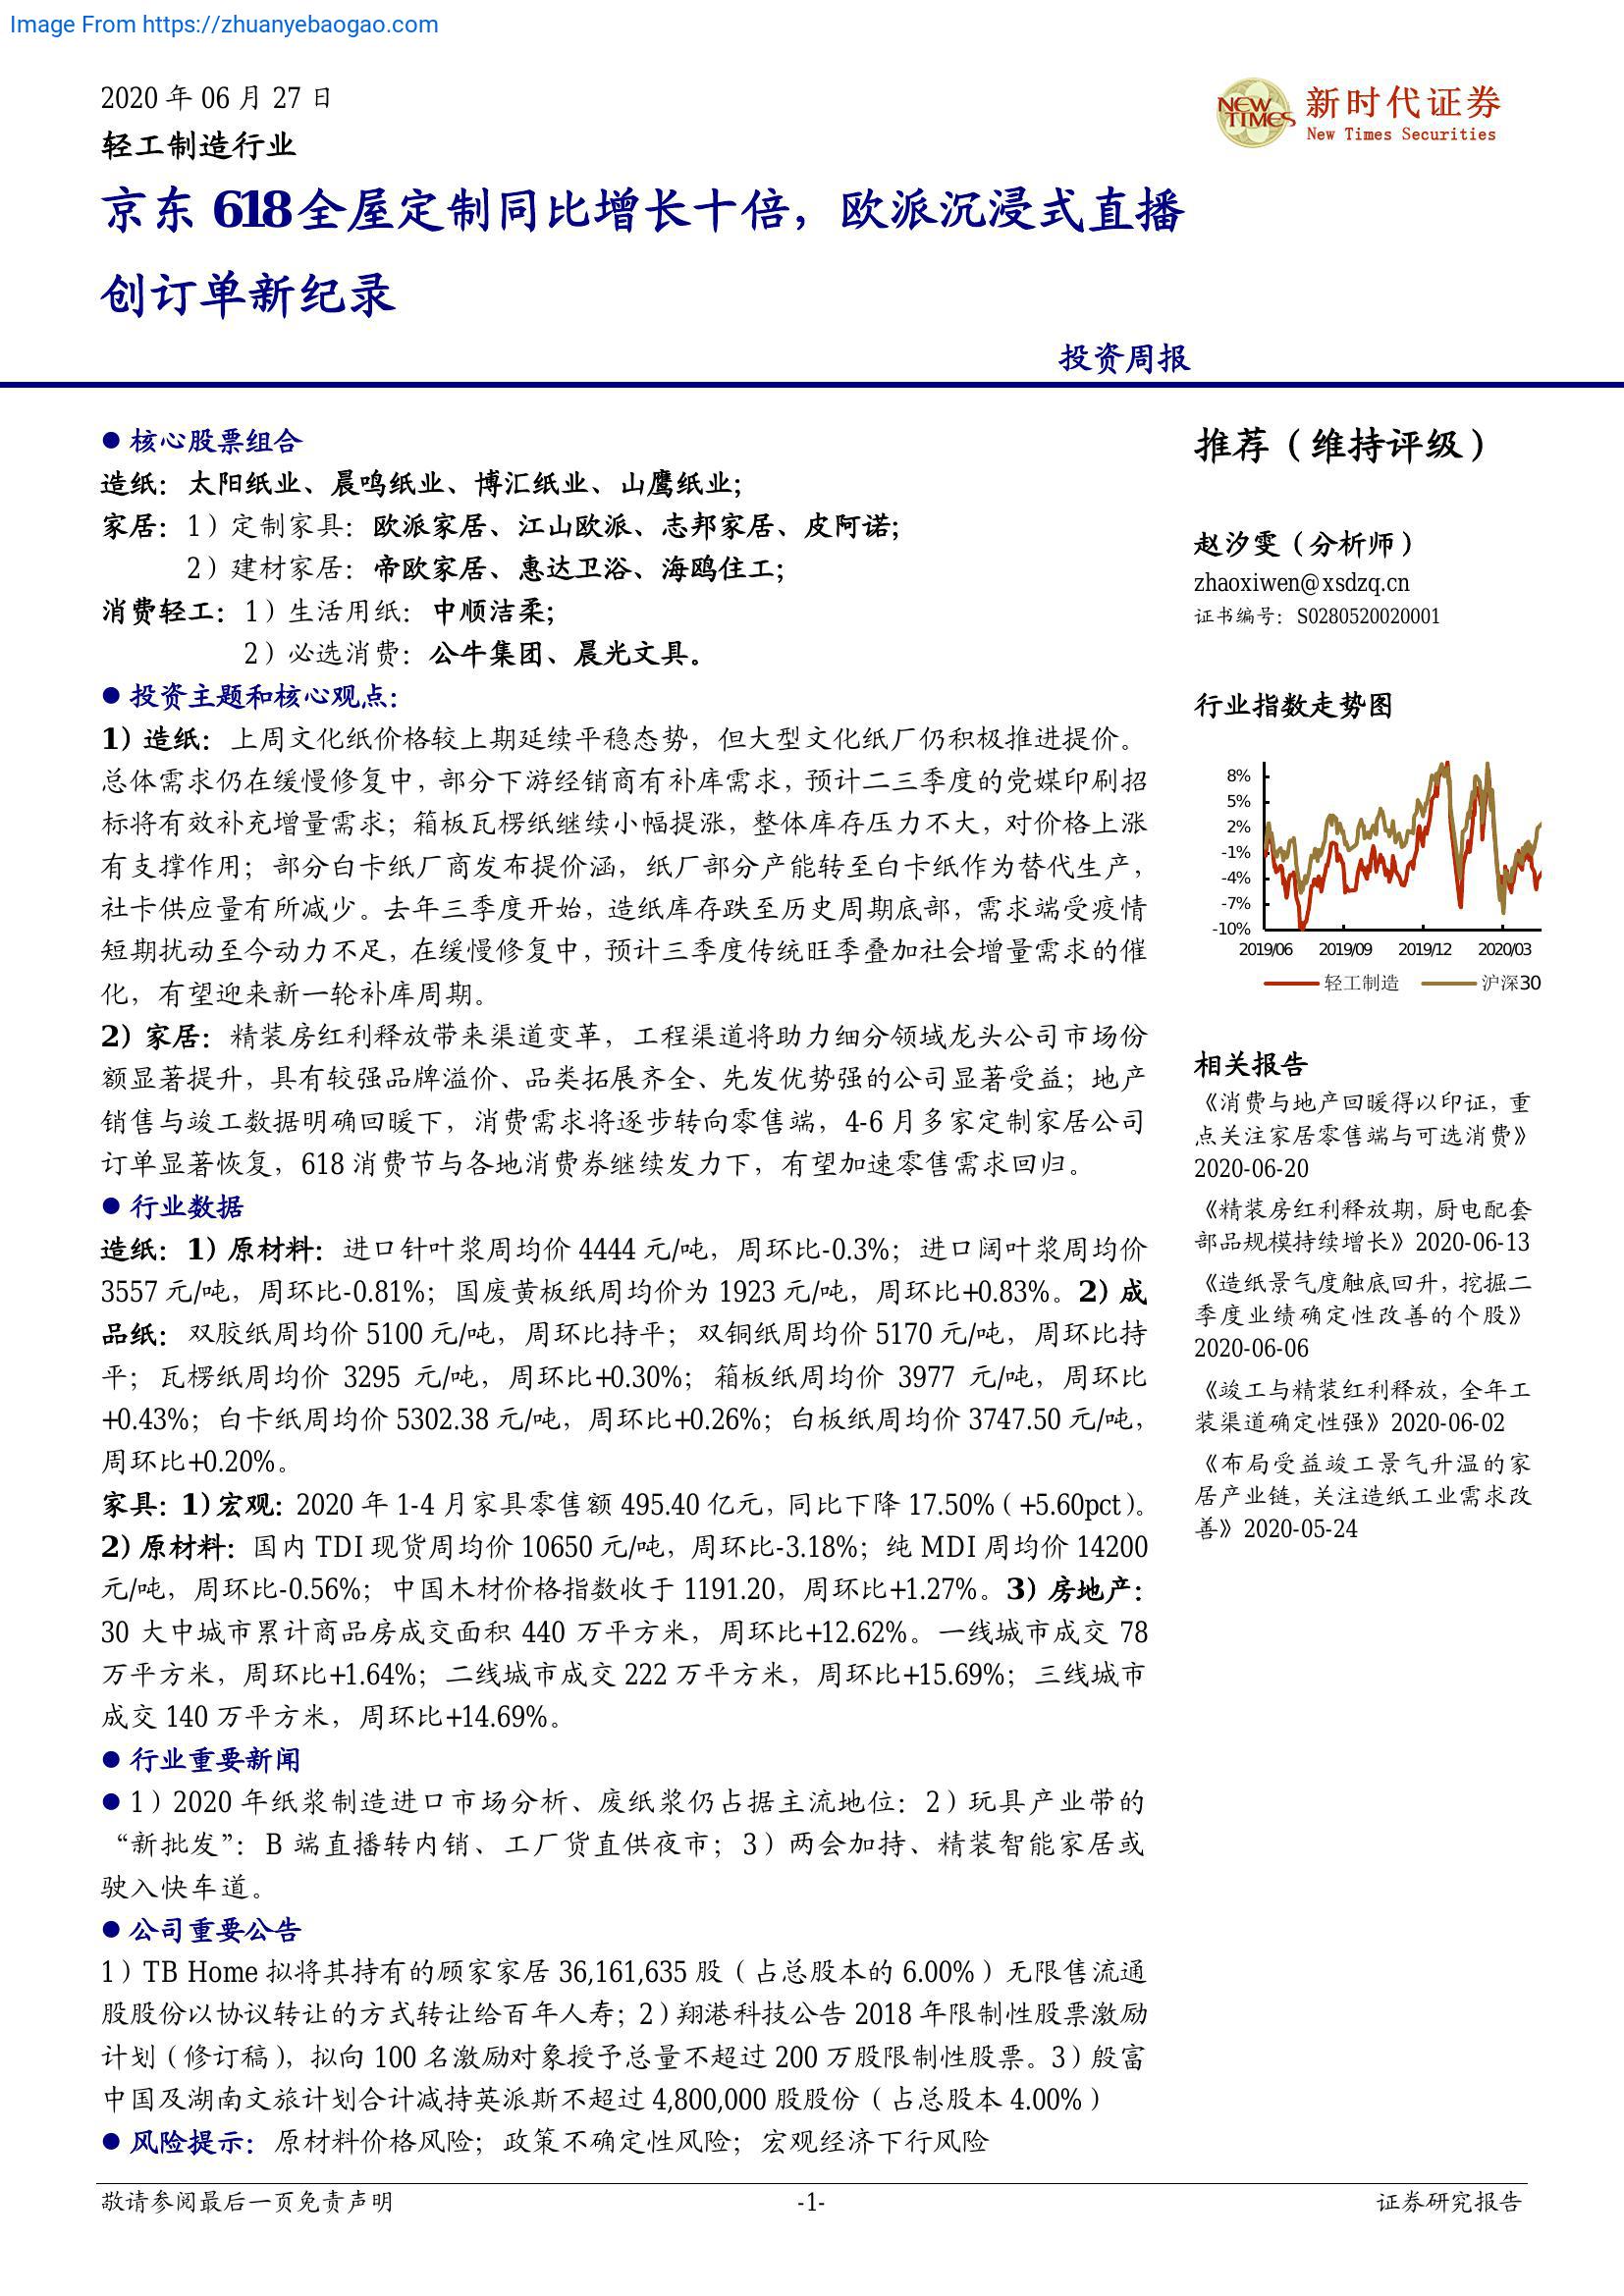 Image From https://zhuanyebaogao.com
2020 年 06 月 27 日
轻工制造行业
NEW TIMES
新时代证券
New Times Securities
京东 618 全屋定制同比增长十倍，欧派沉浸式直播
创订单新纪录
投资周报
● 核心股票组合
造纸：太阳纸业、晨鸣纸业、博汇纸业、山鹰纸业；
家居：1）定制家具：欧派家居、江山欧派、志邦家居、皮阿诺；
2）建材家居：帝欧家居、惠达卫浴、海鸥住工；
消费轻工：1）生活用纸：中顺洁柔；
2）必选消费：公牛集团、晨光文具。
● 投资主题和核心观点：
1）造纸：上周文化纸价格较上期延续平稳态势，但大型文化纸厂仍积极推进提价。
总体需求仍在缓慢修复中，部分下游经销商有补库需求，预计二三季度的党媒印刷招
标将有效补充增量需求；箱板瓦楞纸继续小幅提涨，整体库存压力不大，对价格上涨
有支撑作用；部分白卡纸厂商发布提价涵，纸厂部分产能转至白卡纸作为替代生产，
社卡供应量有所减少。去年三季度开始，造纸库存跌至历史周期底部，需求端受疫情
短期扰动至今动力不足，在缓慢修复中，预计三季度传统旺季叠加社会增量需求的催
化，有望迎来新一轮补库周期。
2）家居：精装房红利释放带来渠道变革，工程渠道将助力细分领域龙头公司市场份
额显著提升，具有较强品牌溢价、品类拓展齐全、先发优势强的公司显著受益；地产
销售与竣工数据明确回暖下，消费需求将逐步转向零售端，4-6 月多家定制家居公司
订单显著恢复，618 消费节与各地消费券继续发力下，有望加速零售需求回归。
● 行业数据
造纸：1）原材料：进口针叶浆周均价 4444 元/吨，周环比-0.3%；进口阔叶浆周均价
3557 元/吨，周环比-0.81%；国废黄板纸周均价为 1923 元/吨，周环比+0.83%。2）成
品纸：双胶纸周均价 5100 元/吨，周环比持平；双铜纸周均价 5170 元/吨，周环比持
平；瓦楞纸周均价 3295 元/吨，周环比+0.30%；箱板纸周均价 3977 元/吨，周环比
+0.43%；白卡纸周均价 5302.38 元/吨，周环比+0.26%；白板纸周均价 3747.50 元/吨，
周环比+0.20%。
家具：1）宏观：2020 年 1-4 月家具零售额 495.40 亿元，同比下降 17.50%（+5.60pct）。
2）原材料：国内 TDI 现货周均价 10650 元/吨，周环比-3.18%；纯 MDI 周均价 14200
元/吨，周环比-0.56%；中国木材价格指数收于 1191.20，周环比+1.27%。3）房地产：
30 大中城市累计商品房成交面积 440 万平方米，周环比+12.62%。一线城市成交 78
万平方米，周环比+1.64%；二线城市成交 222 万平方米，周环比+15.69%；三线城市
成交 140 万平方米，周环比+14.69%。
● 行业重要新闻
● 1）2020 年纸浆制造进口市场分析、废纸浆仍占据主流地位：2）玩具产业带的
“新批发”：B 端直播转内销、工厂货直供夜市；3）两会加持、精装智能家居或
驶入快车道。
● 公司重要公告
1）TB Home 拟将其持有的顾家家居 36,161,635 股（占总股本的 6.00%）无限售流通
股股份以协议转让的方式转让给百年人寿；2）翔港科技公告 2018 年限制性股票激励
计划（修订稿），拟向 100 名激励对象授予总量不超过 200 万股限制性股票。3）殷富
中国及湖南文旅计划合计减持英派斯不超过 4,800,000 股股份（占总股本 4.00%）
● 风险提示：原材料价格风险；政策不确定性风险；宏观经济下行风险
推荐（维持评级）
赵汐雯（分析师）
zhaoxiwen@xsdzq.cn
证书编号：S0280520020001
行业指数走势图
8%
5%
2%
-1%
-4%
-7%
-10%
2019/06 2019/09 2019/12 2020/03
轻工制造 沪深30
相关报告
《消费与地产回暖得以印证，重
点关注家居零售端与可选消费》
2020-06-20
《精装房红利释放期，厨电配套
部品规模持续增长》2020-06-13
《造纸景气度触底回升，挖掘二
季度业绩确定性改善的个股》
2020-06-06
《竣工与精装红利释放，全年工
装渠道确定性强》2020-06-02
《布局受益竣工景气升温的家
居产业链，关注造纸工业需求改
善》2020-05-24
敬请参阅最后一页免责声明 -1- 证券研究报告